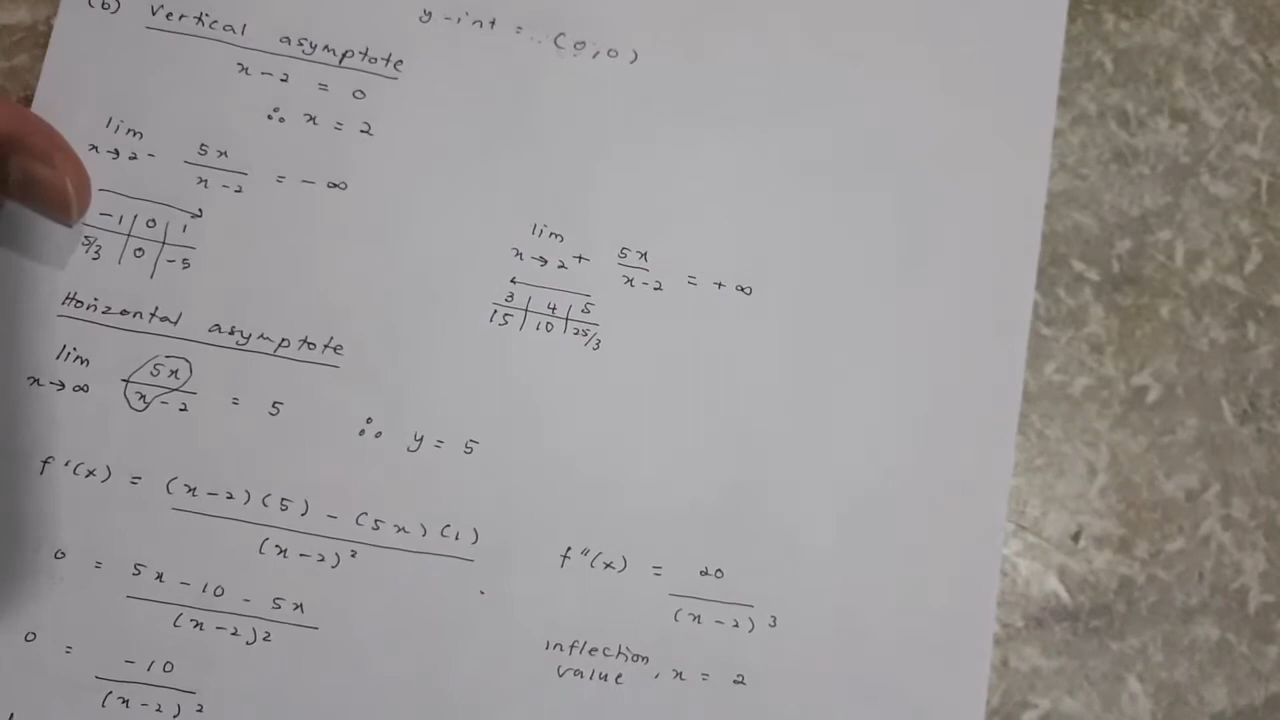 (b) Vertical asymptote
y-int = (0,0)
x-2 = 0
∴ x = 2
lim x→2- 5x/(x-2) = -∞
-1 | 0 | 1
5/3 | 0 | -5
lim x→2+ 5x/(x-2) = +∞
3 | 4 | 5
15 | 10 | 25/3
Horizontal asymptote
lim x→∞ 5x/(x-2) = 5
∴ y = 5
f'(x) = ((x-2)(5) - (5x)(1))/(x-2)²
0 = (5x-10-5x)/(x-2)²
0 = -10/(x-2)²
f"(x) = 20/(x-2)³
inflection value, x = 2